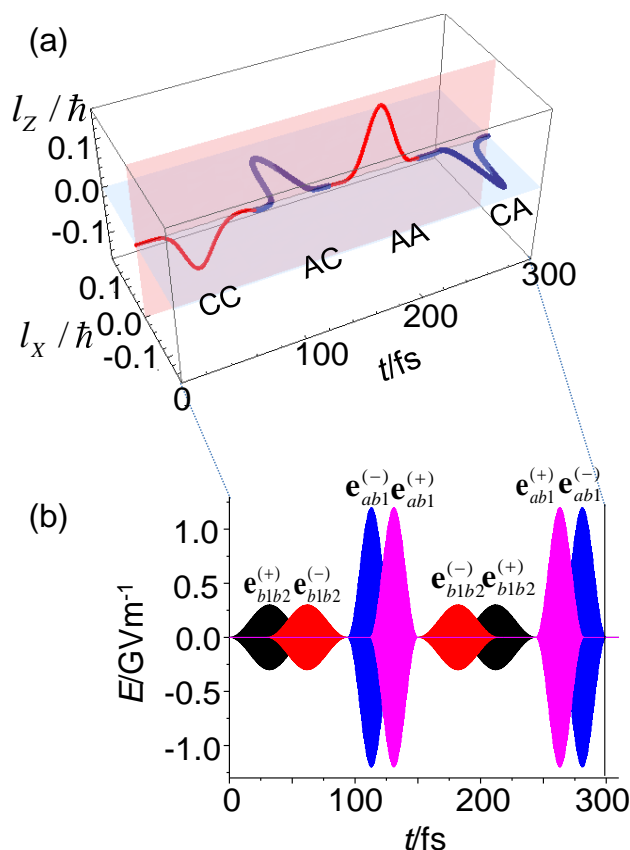 (a)
l_Z / ħ
0.1
0.0
-0.1
0.1
0.0
-0.1
l_X / ħ
CC
AC
AA
CA
0
100
200
300
t/fs
(b)
e_{ab1}^{(-)} e_{ab1}^{(+)} e_{ab1}^{(+)} e_{ab1}^{(-)}
e_{b1b2}^{(+)} e_{b1b2}^{(-)} e_{b1b2}^{(-)} e_{b1b2}^{(+)}
1.0
0.5
0.0
-0.5
-1.0
E/GVm^{-1}
0 100 200 300
t/fs